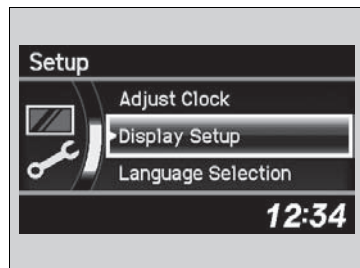 Setup
Adjust Clock
Display Setup
Language Selection
12:34